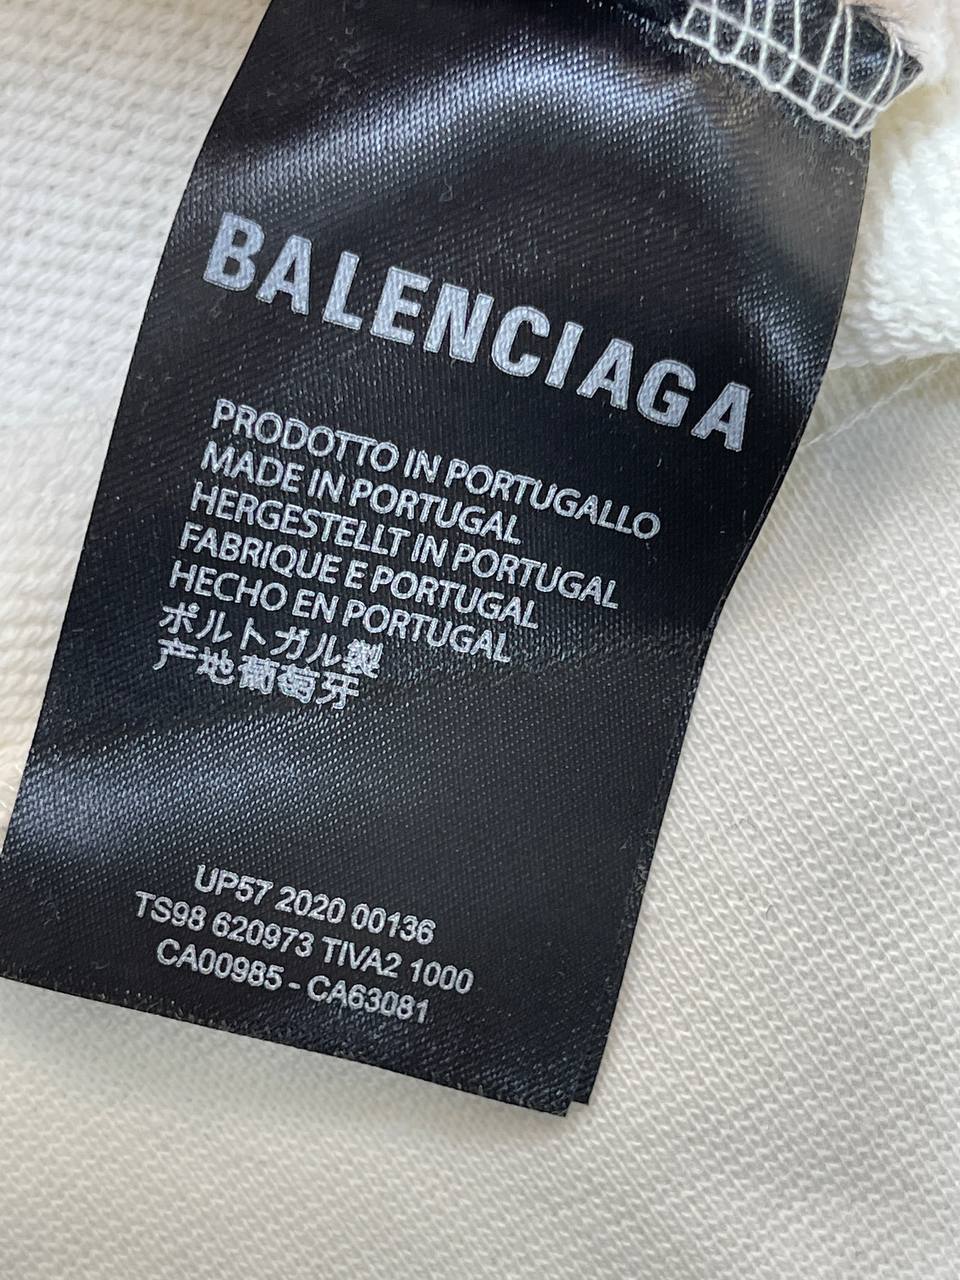 BALENCIAGA
PRODOTTO IN PORTUGALLO
MADE IN PORTUGAL
HERGESTELLT IN PORTUGAL
FABRIQUE E PORTUGAL
HECHO EN PORTUGAL
ポルトガル製
产地葡萄牙
UP57 2020 00136
TS98 620973 TIVA2 1000
CA00985 - CA63081